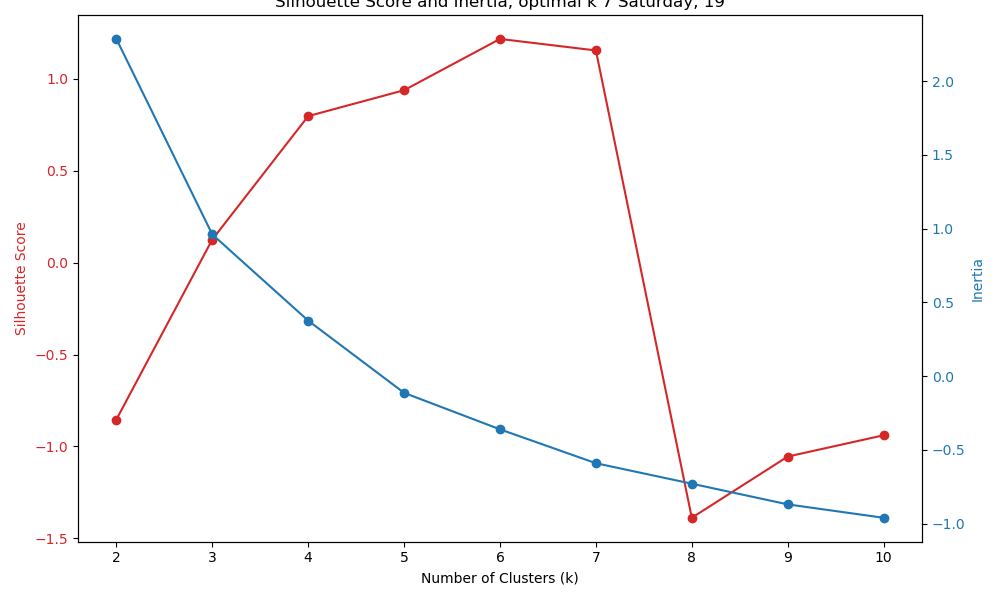 Silhouette Score and Inertia, optimal k 7 Saturday, 19
1.0
0.5
0.0
−0.5
−1.0
−1.5
Silhouette Score
2.0
1.5
1.0
0.5
0.0
−0.5
−1.0
Inertia
2 3 4 5 6 7 8 9 10
Number of Clusters (k)